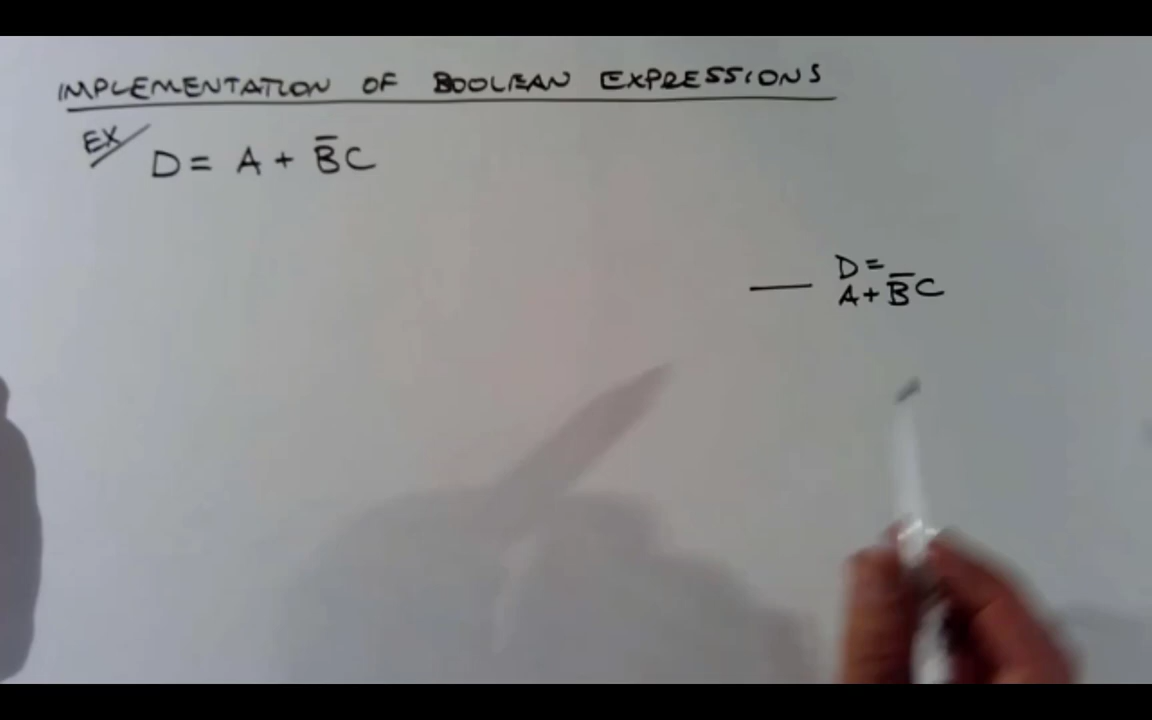 IMPLEMENTATION OF BOOLEAN EXPRESSIONS
EX/ D = A + B̅C
D =
A + B̅C